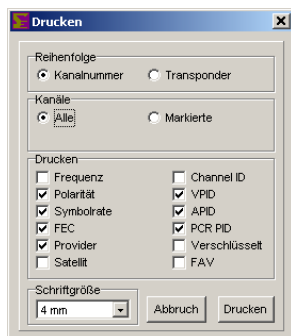 Drucken
Reihenfolge
Kanalnummer Transponder
Kanäle
Alle Markierte
Drucken
Frequenz Channel ID
Polarität VPID
Symbolrate APID
FEC PCR PID
Provider Verschlüsselt
Satellit FAV
Schriftgröße
4 mm Abbruch Drucken